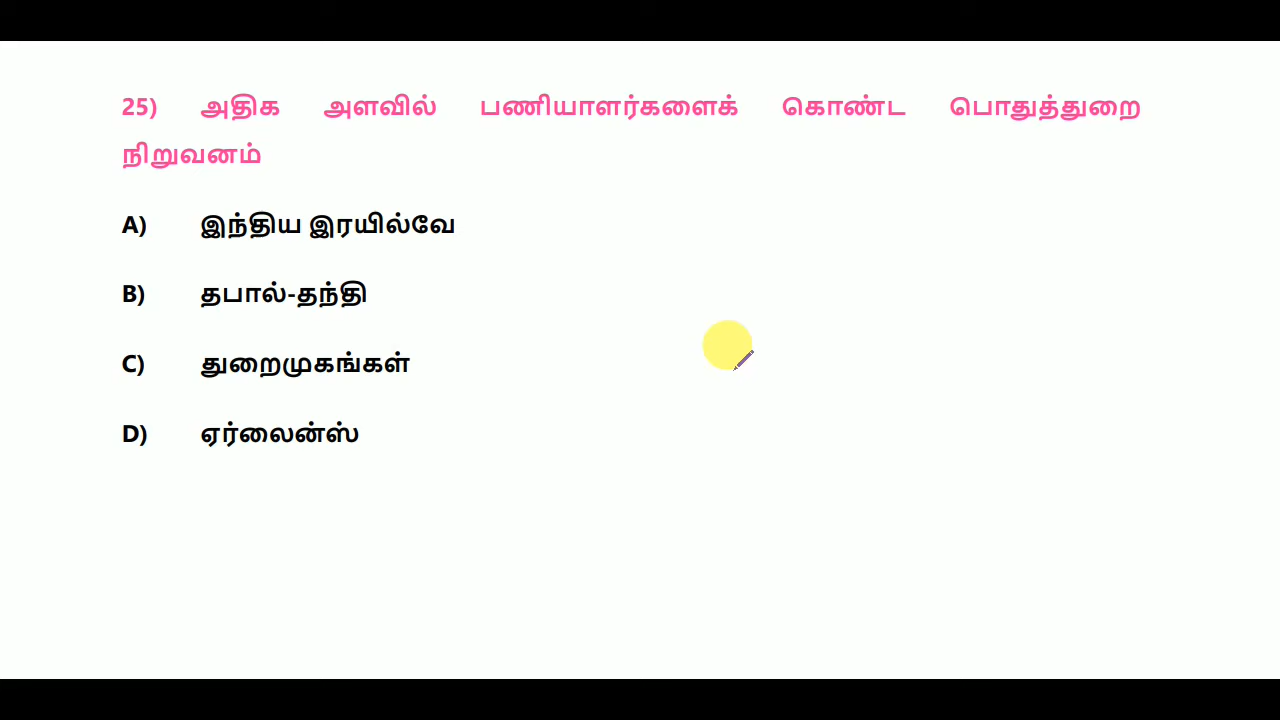 25) அதிக அளவில் பணியாளர்களைக் கொண்ட பொதுத்துறை
நிறுவனம்
A) இந்திய இரயில்வே
B) தபால்-தந்தி
C) துறைமுகங்கள்
D) ஏர்லைன்ஸ்